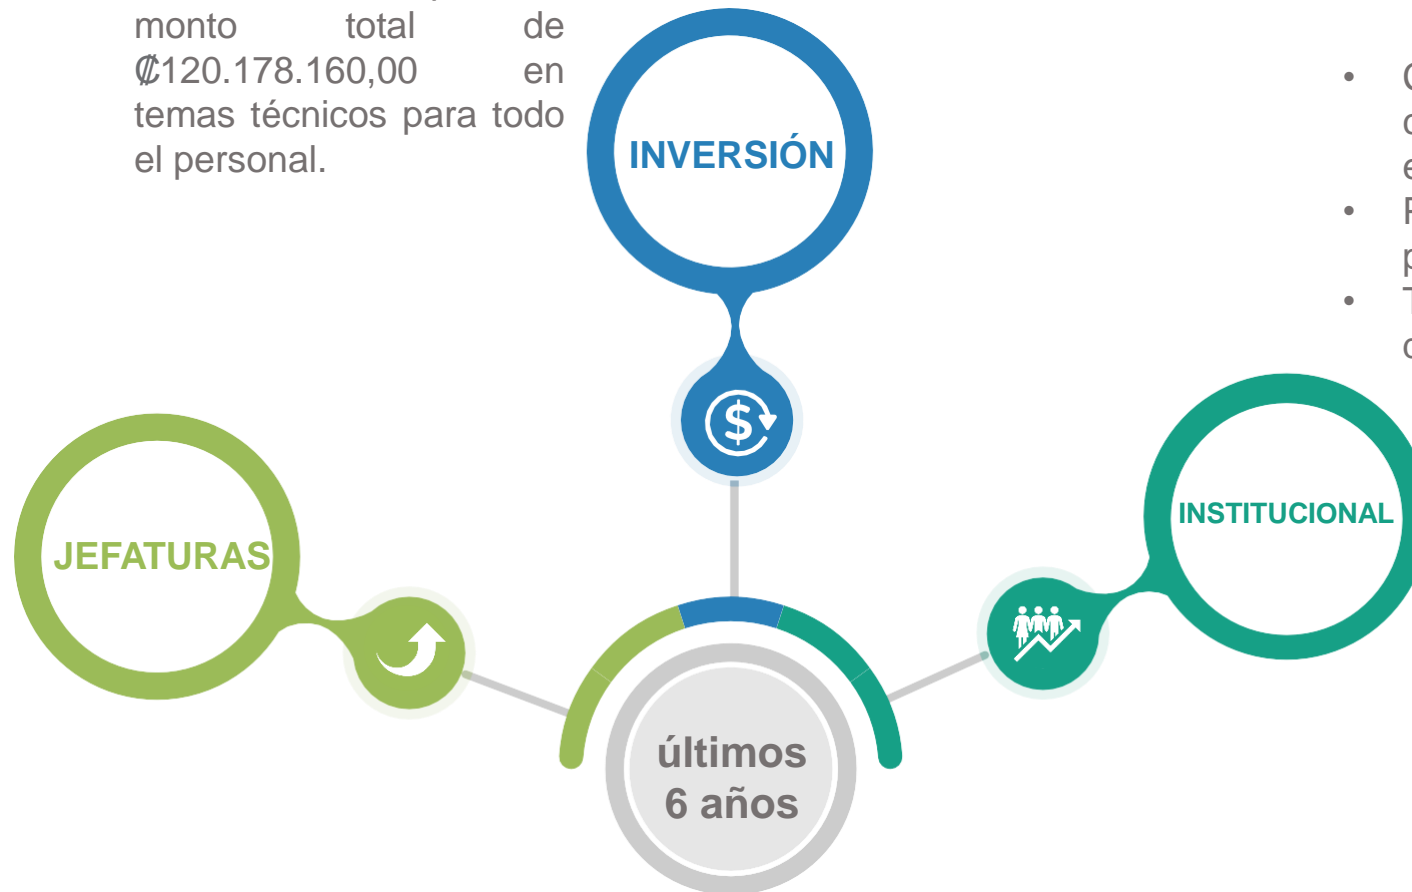 monto total de
₡120.178.160,00 en
temas técnicos para todo
el personal.
INVERSIÓN
$
JEFATURAS
INSTITUCIONAL
últimos
6 años
•
•
•